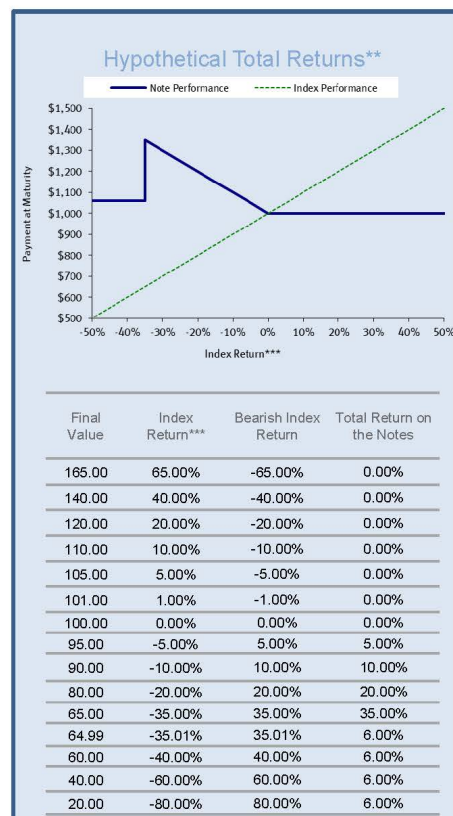 Hypothetical Total Returns**
Note Performance Index Performance
$1,500
$1,400
$1,300
$1,200
$1,100
$1,000
$900
$800
$700
$600
$500
Payment at Maturity
-50% -40% -30% -20% -10% 0% 10% 20% 30% 40% 50%
Index Return***
Final Index Bearish Index Total Return on
Value Return*** Return the Notes
165.00 65.00% -65.00% 0.00%
140.00 40.00% -40.00% 0.00%
120.00 20.00% -20.00% 0.00%
110.00 10.00% -10.00% 0.00%
105.00 5.00% -5.00% 0.00%
101.00 1.00% -1.00% 0.00%
100.00 0.00% 0.00% 0.00%
95.00 -5.00% 5.00% 5.00%
90.00 -10.00% 10.00% 10.00%
80.00 -20.00% 20.00% 20.00%
65.00 -35.00% 35.00% 35.00%
64.99 -35.01% 35.01% 6.00%
60.00 -40.00% 40.00% 6.00%
40.00 -60.00% 60.00% 6.00%
20.00 -80.00% 80.00% 6.00%